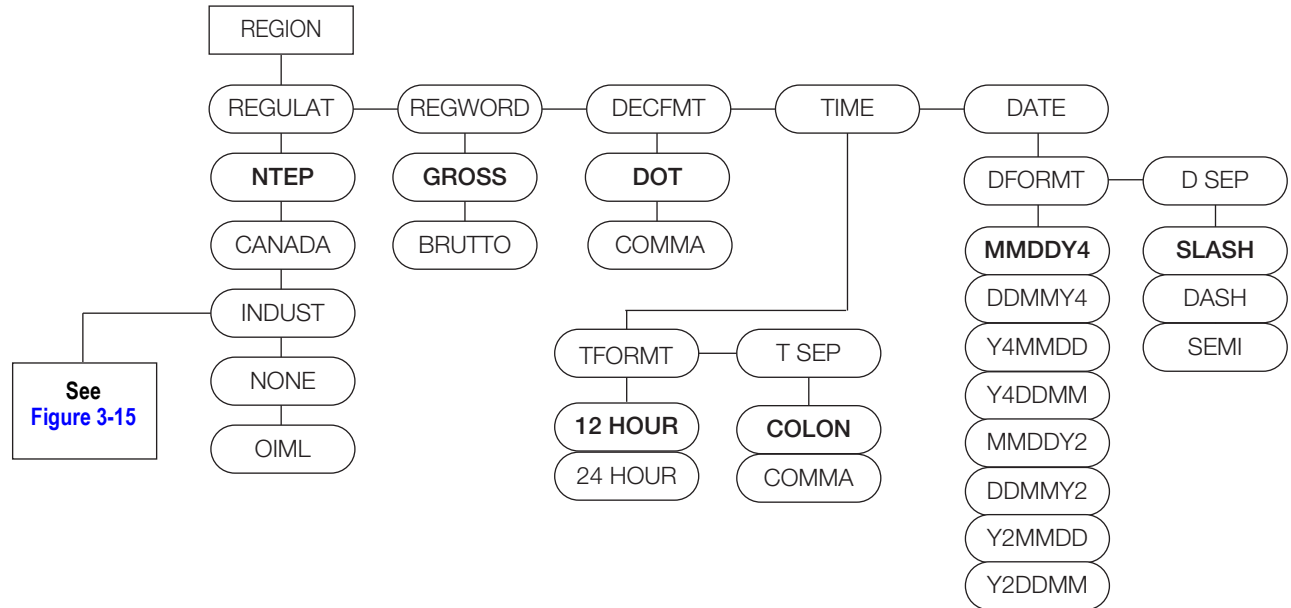 REGION
REGULAT
REGWORD
DECFMT
TIME
DATE
NTEP
GROSS
DOT
DFORMT
D SEP
CANADA
BRUTTO
COMMA
MMDDY4
SLASH
INDUST
DDMMY4
DASH
TFORMT
T SEP
Y4MMDD
SEMI
See
Figure 3-15
NONE
Y4DDMM
12 HOUR
COLON
MMDDY2
OIML
24 HOUR
COMMA
DDMMY2
Y2MMDD
Y2DDMM